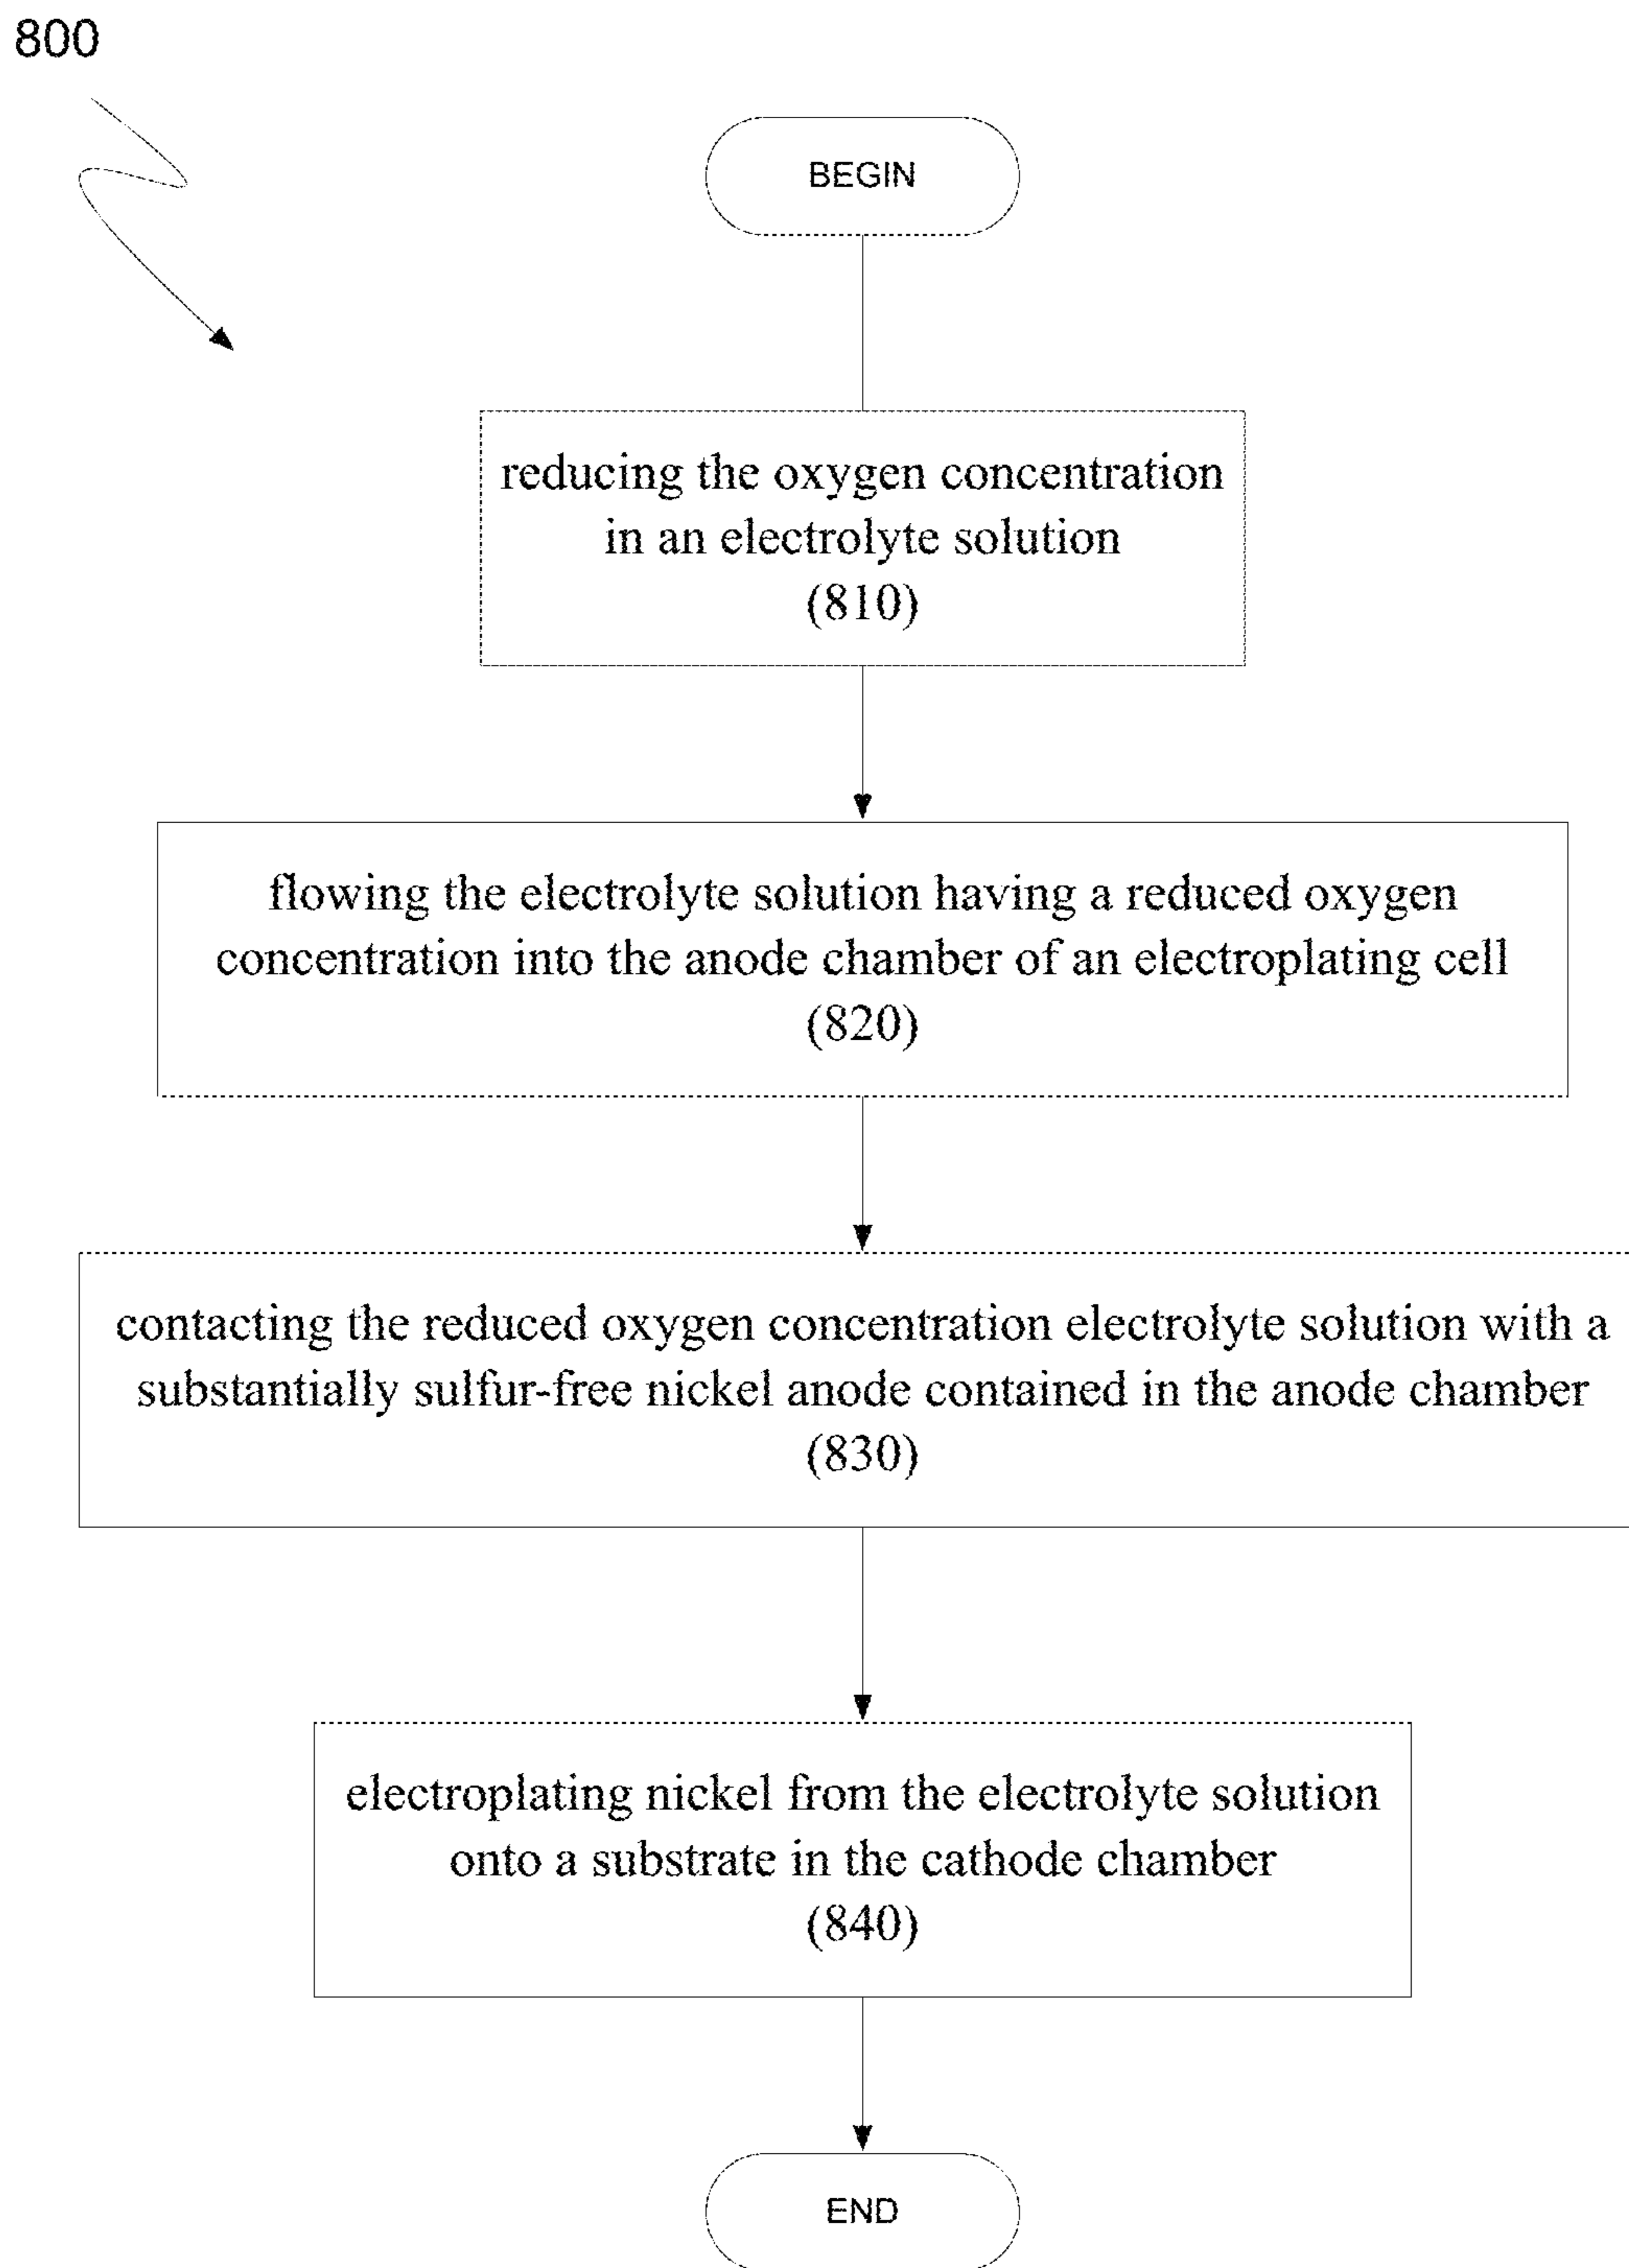 800
BEGIN
reducing the oxygen concentration
in an electrolyte solution
(810)
flowing the electrolyte solution having a reduced oxygen
concentration into the anode chamber of an electroplating cell
(820)
contacting the reduced oxygen concentration electrolyte solution with a
substantially sulfur-free nickel anode contained in the anode chamber
(830)
electroplating nickel from the electrolyte solution
onto a substrate in the cathode chamber
(840)
END